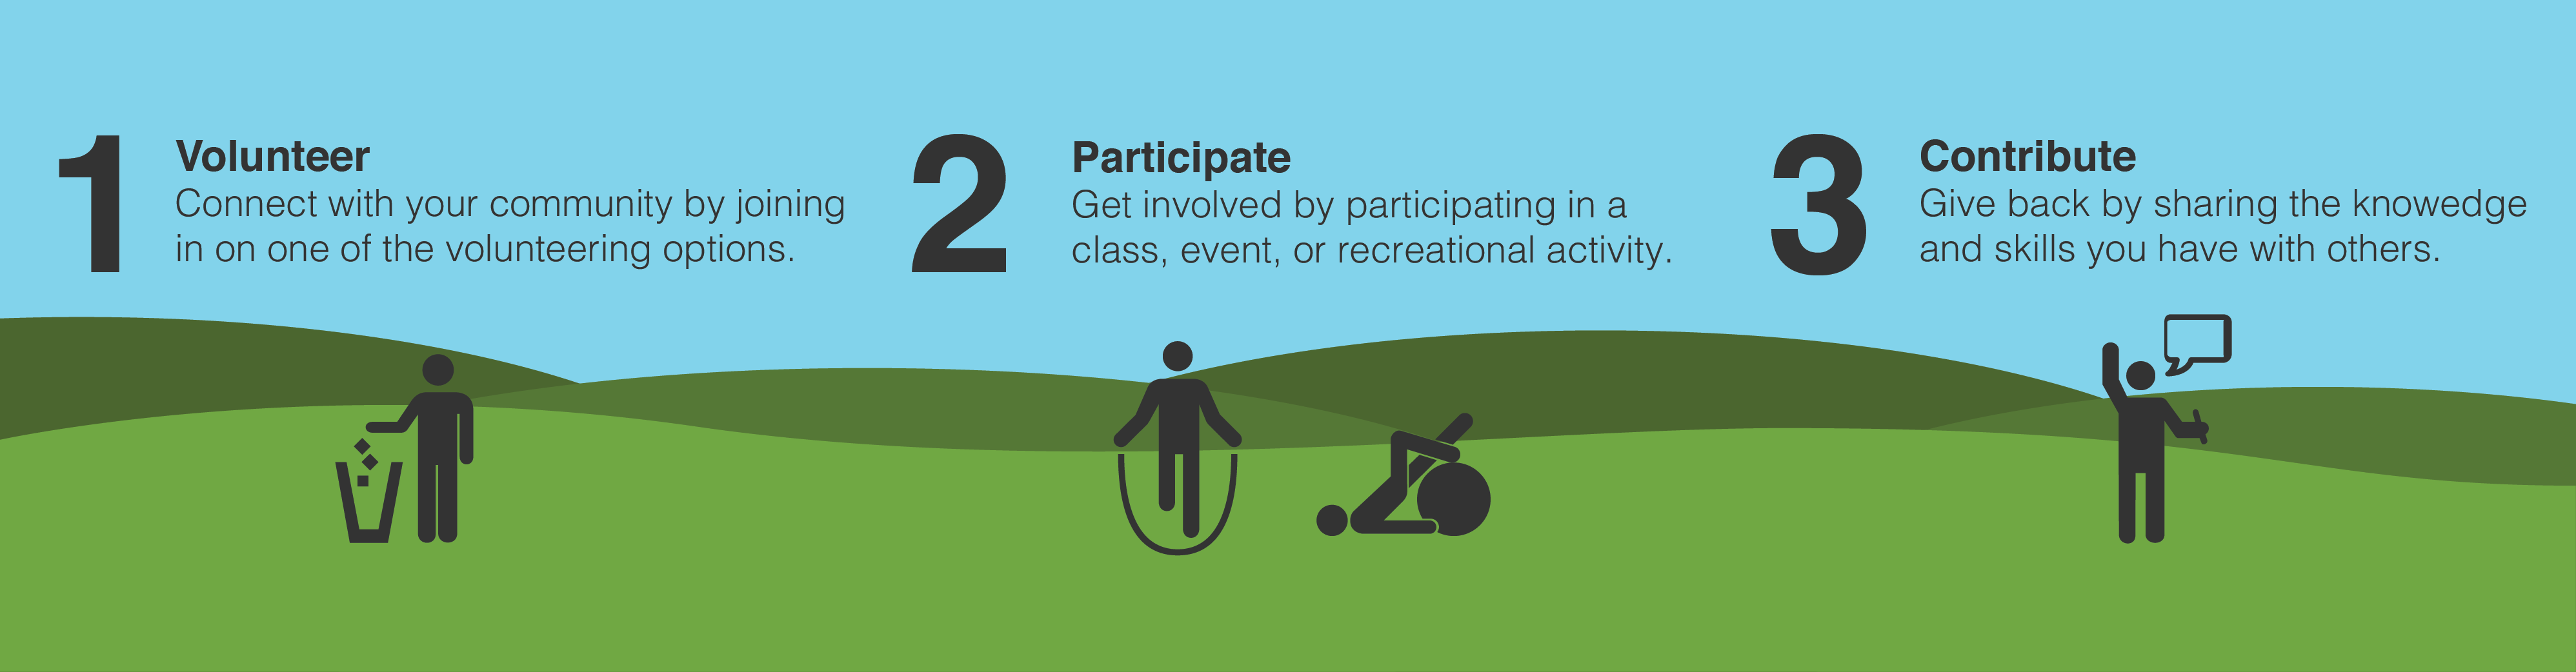 1
Volunteer
Connect with your community by joining
in on one of the volunteering options.
2
Participate
Get involved by participating in a
class, event, or recreational activity.
3
Contribute
Give back by sharing the knowedge
and skills you have with others.